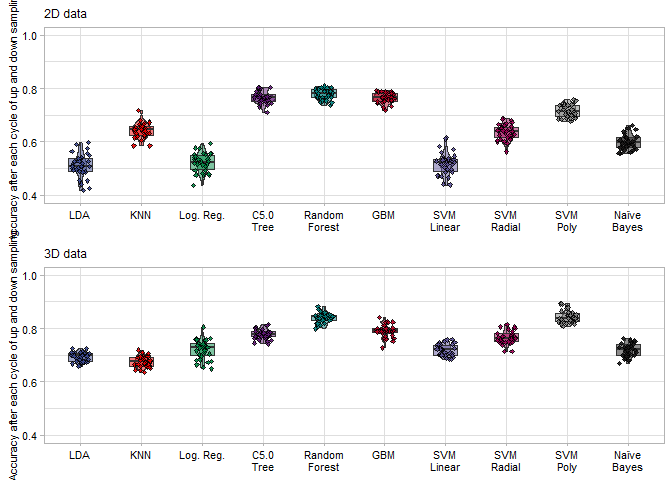 2D data
Accuracy after each cycle of up and down sampling
1.0
0.8
0.6
0.4
LDA KNN Log. Reg. C5.0 Tree Random Forest GBM SVM Linear SVM Radial SVM Poly Naïve Bayes
3D data
Accuracy after each cycle of up and down sampling
1.0
0.8
0.6
0.4
LDA KNN Log. Reg. C5.0 Tree Random Forest GBM SVM Linear SVM Radial SVM Poly Naïve Bayes